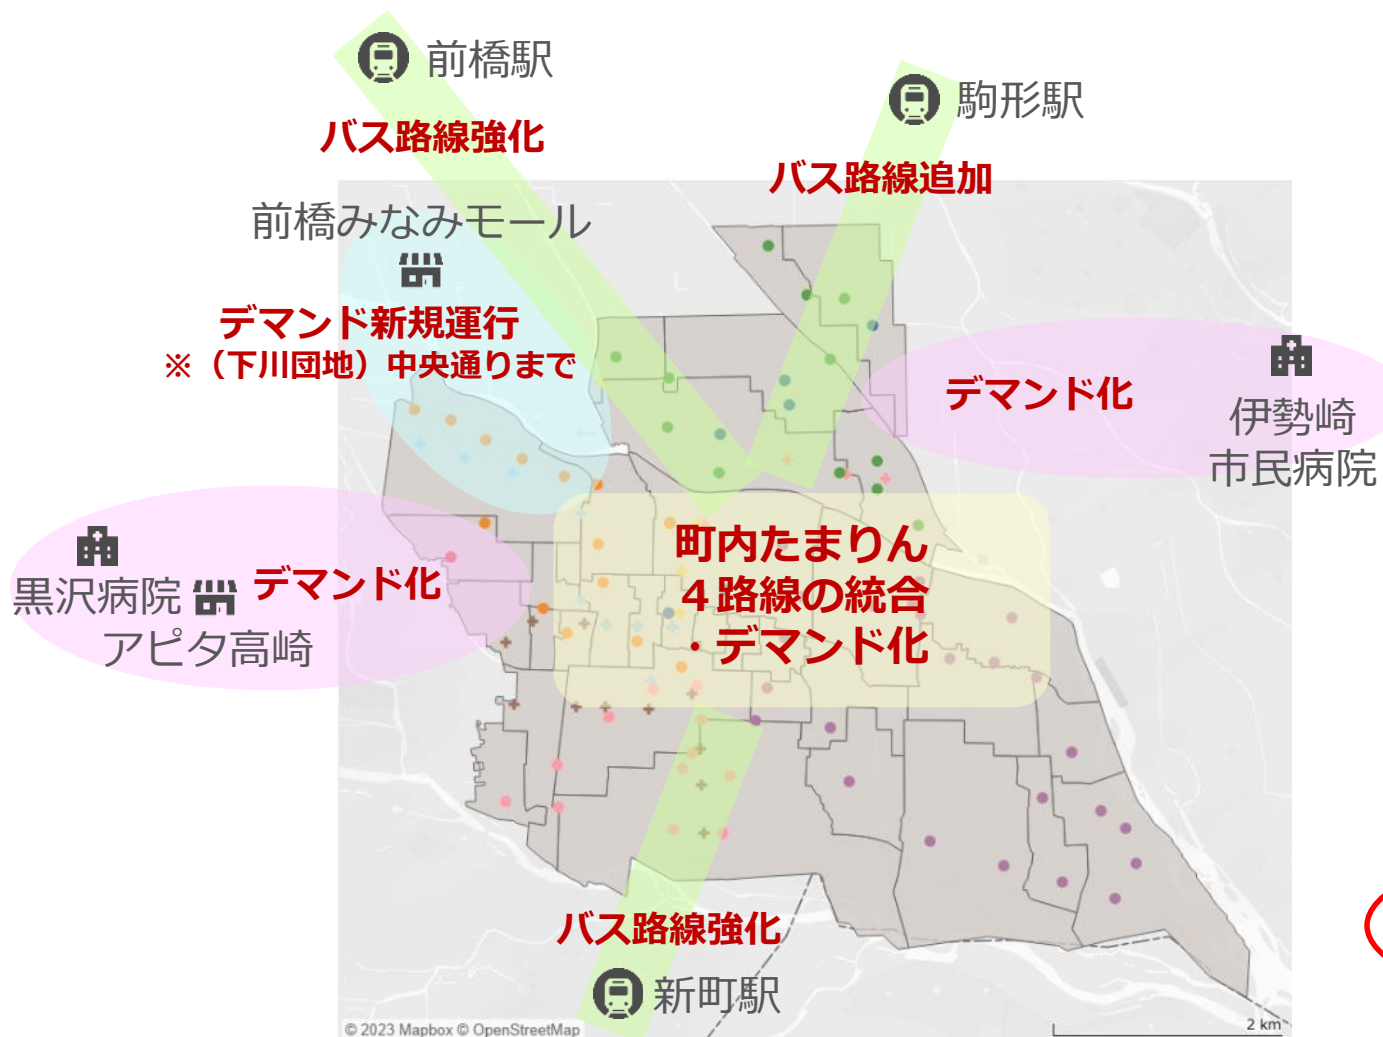 前橋駅
駒形駅
バス路線強化
バス路線追加
前橋みなみモール
デマンド新規運行
※（下川団地）中央通りまで
デマンド化
伊勢崎
市民病院
町内たまりん
４路線の統合
・デマンド化
黒沢病院
デマンド化
アピタ高崎
バス路線強化
新町駅
© 2023 Mapbox © OpenStreetMap
2 km